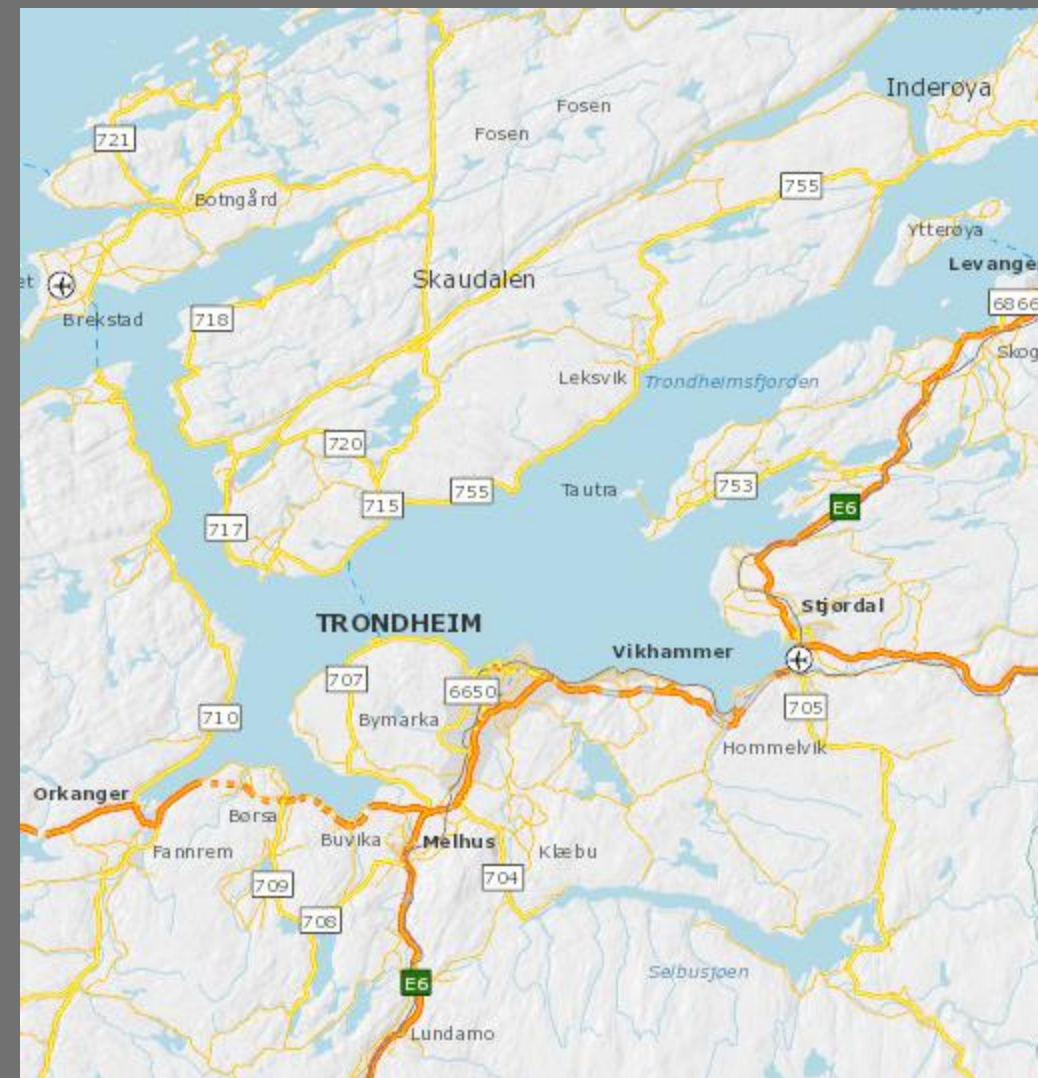 Inderøya
Fosen
721
Fosen
755
Botngård
Ytterøya
Skaudalen
6866
718
Brekstad
Leksvik
Trondheimsfjorden
720
753
Tautra
755
715
E6
717
Stjørdal
TRONDHEIM
Vikhammer
707
6650
705
710
Bymarka
Hommelvik
Orkanger
Børsa
Buvika
Melhus
Fannrem
Klæbu
704
709
708
Selbusjøen
E6
Lundamo